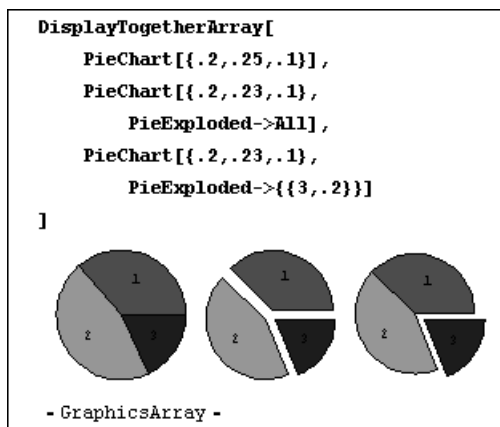 DisplayTogetherArray[
PieChart[{.2,.25,.1}],
PieChart[{.2,.23,.1},
PieExploded->All],
PieChart[{.2,.23,.1},
PieExploded->{{3,.2}}]
]
1
2
3
1
2
3
1
2
3
- GraphicsArray -